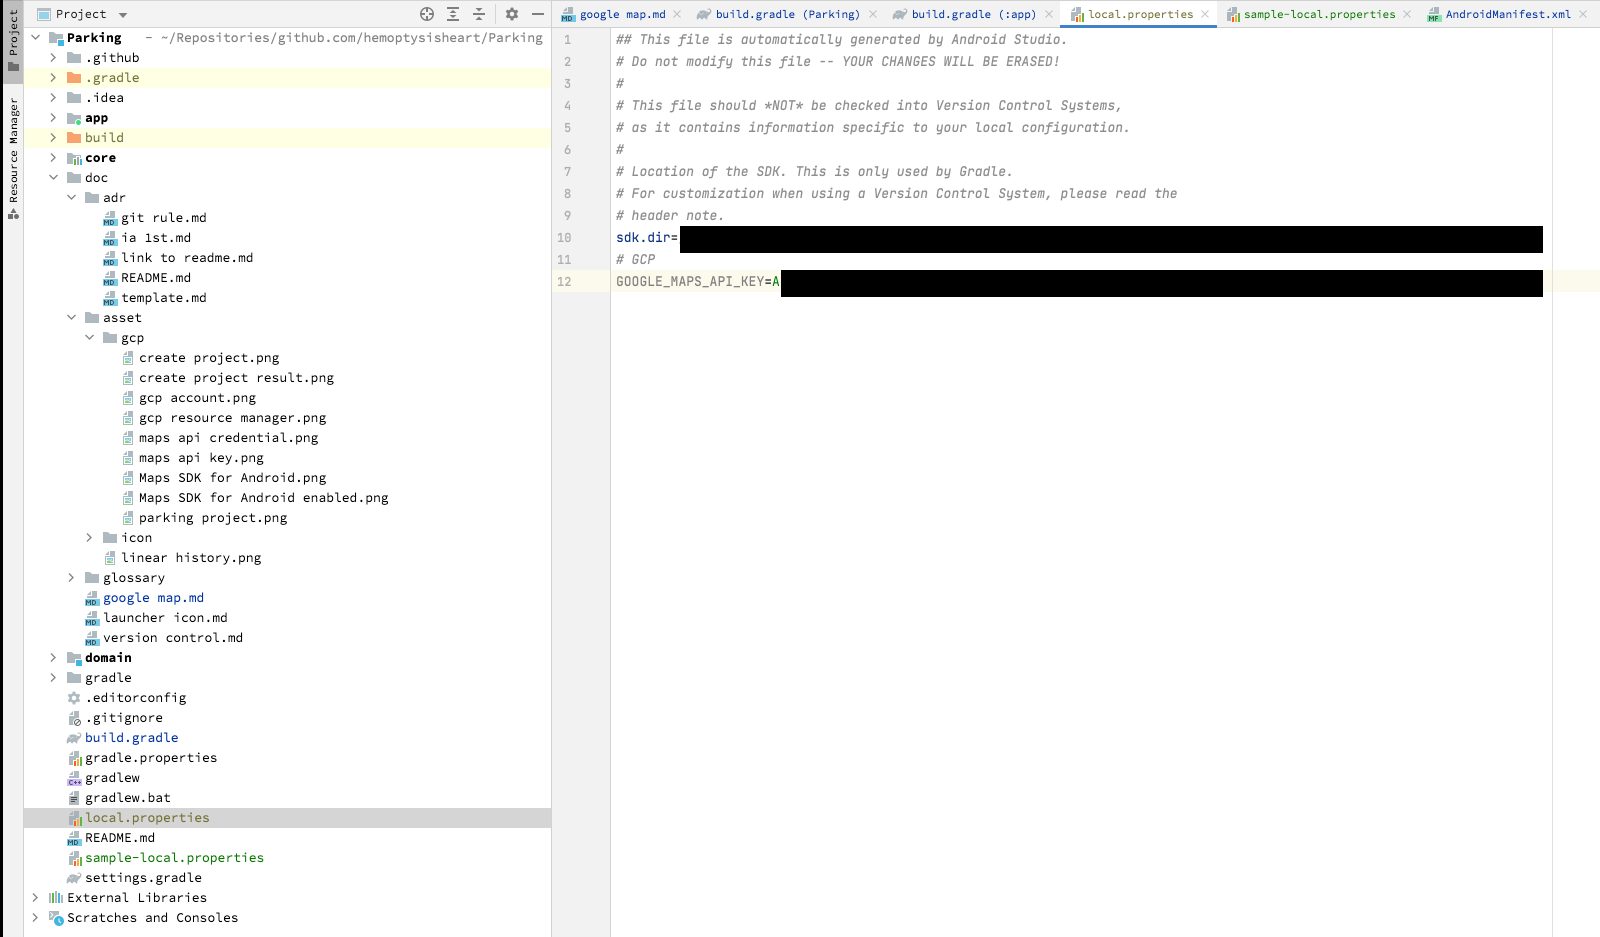 Project
Resource Manager
Project
Parking - ~/Repositories/github.com/hemoptysisheart/Parking
.github
.gradle
.idea
app
build
core
doc
adr
git rule.md
ia 1st.md
link to readme.md
README.md
template.md
asset
gcp
create project.png
create project result.png
gcp account.png
gcp resource manager.png
maps api credential.png
maps api key.png
Maps SDK for Android.png
Maps SDK for Android enabled.png
parking project.png
icon
linear history.png
glossary
google map.md
launcher icon.md
version control.md
domain
gradle
.editorconfig
.gitignore
build.gradle
gradle.properties
gradlew
gradlew.bat
local.properties
README.md
sample-local.properties
settings.gradle
External Libraries
Scratches and Consoles
google map.md build.gradle (Parking) build.gradle (:app) local.properties sample-local.properties AndroidManifest.xml
1 ## This file is automatically generated by Android Studio.
2 # Do not modify this file -- YOUR CHANGES WILL BE ERASED!
3 #
4 # This file should *NOT* be checked into Version Control Systems,
5 # as it contains information specific to your local configuration.
6 #
7 # Location of the SDK. This is only used by Gradle.
8 # For customization when using a Version Control System, please read the
9 # header note.
10 sdk.dir=
11 # GCP
12 GOOGLE_MAPS_API_KEY=A